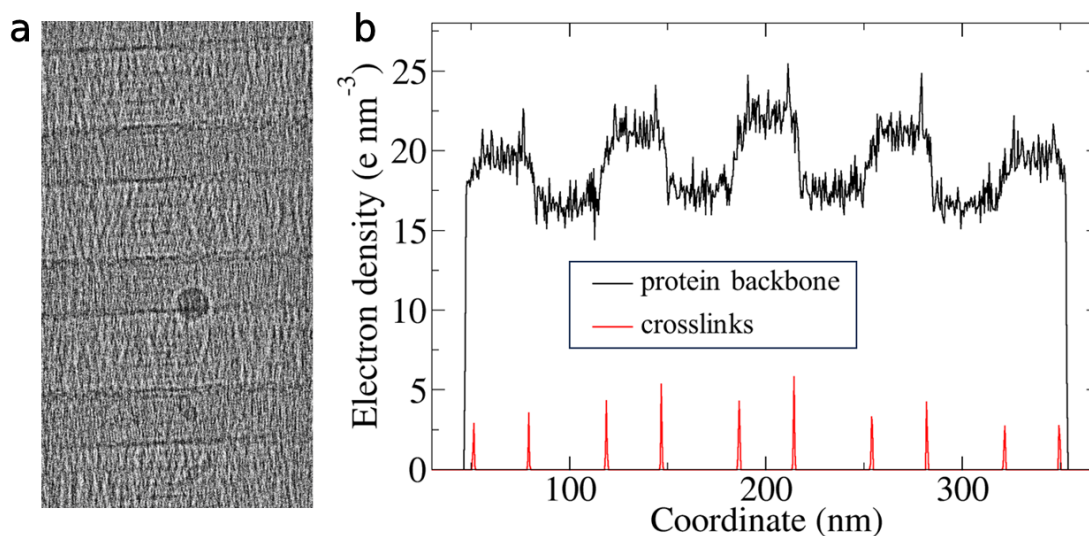 a
b
Electron density (e nm⁻³)
25
20
15
10
5
0
protein backbone
crosslinks
100
200
300
Coordinate (nm)